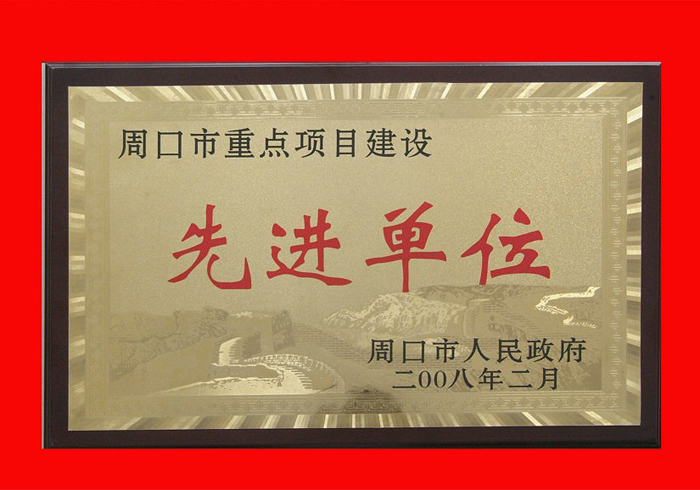 周口市重点项目建设
先进单位
周口市人民政府
二00八年二月